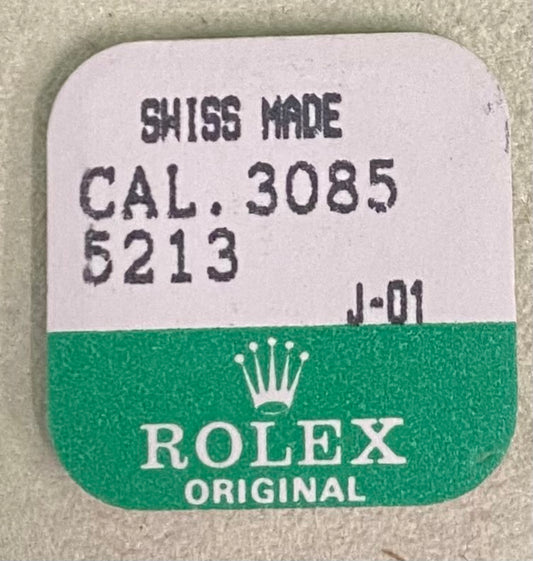 SWISS MADE
CAL. 3085
5213
J-01
ROLEX
ORIGINAL